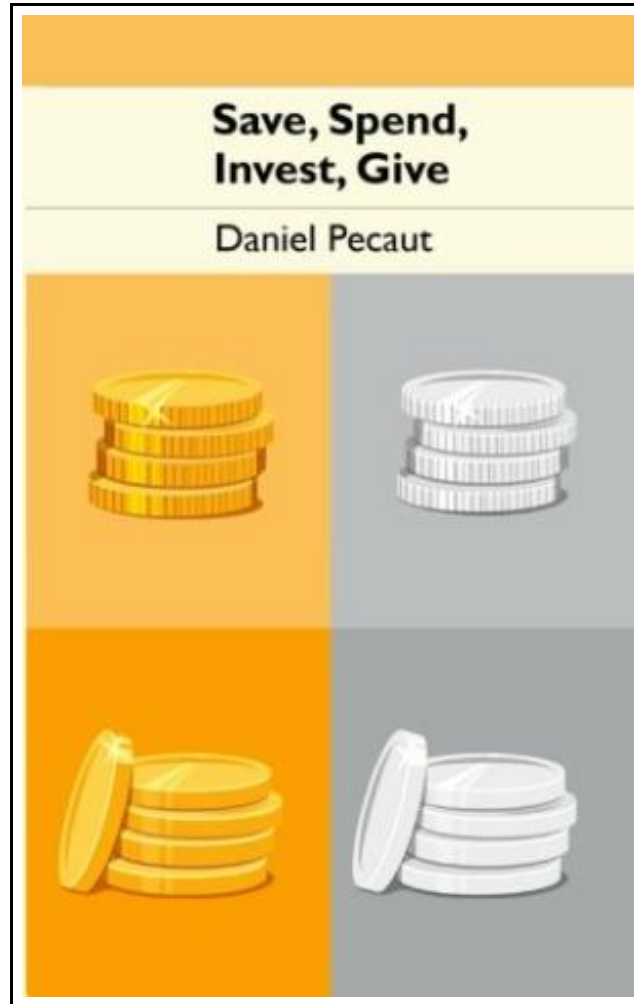 Save, Spend,
Invest, Give
Daniel Pecaut